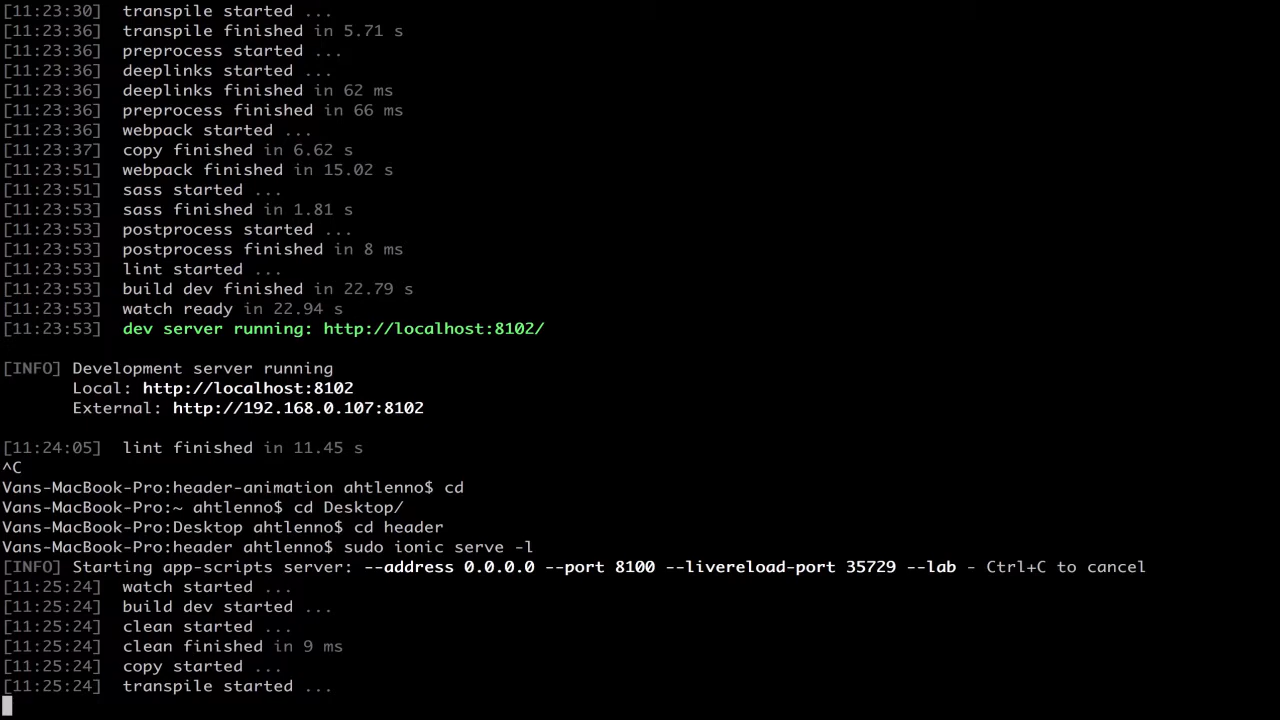 [11:23:30]  transpile started ...
[11:23:36]  transpile finished in 5.71 s
[11:23:36]  preprocess started ...
[11:23:36]  deeplinks started ...
[11:23:36]  deeplinks finished in 62 ms
[11:23:36]  preprocess finished in 66 ms
[11:23:36]  webpack started ...
[11:23:37]  copy finished in 6.62 s
[11:23:51]  webpack finished in 15.02 s
[11:23:51]  sass started ...
[11:23:53]  sass finished in 1.81 s
[11:23:53]  postprocess started ...
[11:23:53]  postprocess finished in 8 ms
[11:23:53]  lint started ...
[11:23:53]  build dev finished in 22.79 s
[11:23:53]  watch ready in 22.94 s
[11:23:53]  dev server running: http://localhost:8102/
[INFO] Development server running
Local: http://localhost:8102
External: http://192.168.0.107:8102
[11:24:05]  lint finished in 11.45 s
^C
Vans-MacBook-Pro:header-animation ahtlenno$ cd
Vans-MacBook-Pro:~ ahtlenno$ cd Desktop/
Vans-MacBook-Pro:Desktop ahtlenno$ cd header
Vans-MacBook-Pro:header ahtlenno$ sudo ionic serve -l
[INFO] Starting app-scripts server: --address 0.0.0.0 --port 8100 --livereload-port 35729 --lab - Ctrl+C to cancel
[11:25:24]  watch started ...
[11:25:24]  build dev started ...
[11:25:24]  clean started ...
[11:25:24]  clean finished in 9 ms
[11:25:24]  copy started ...
[11:25:24]  transpile started ...